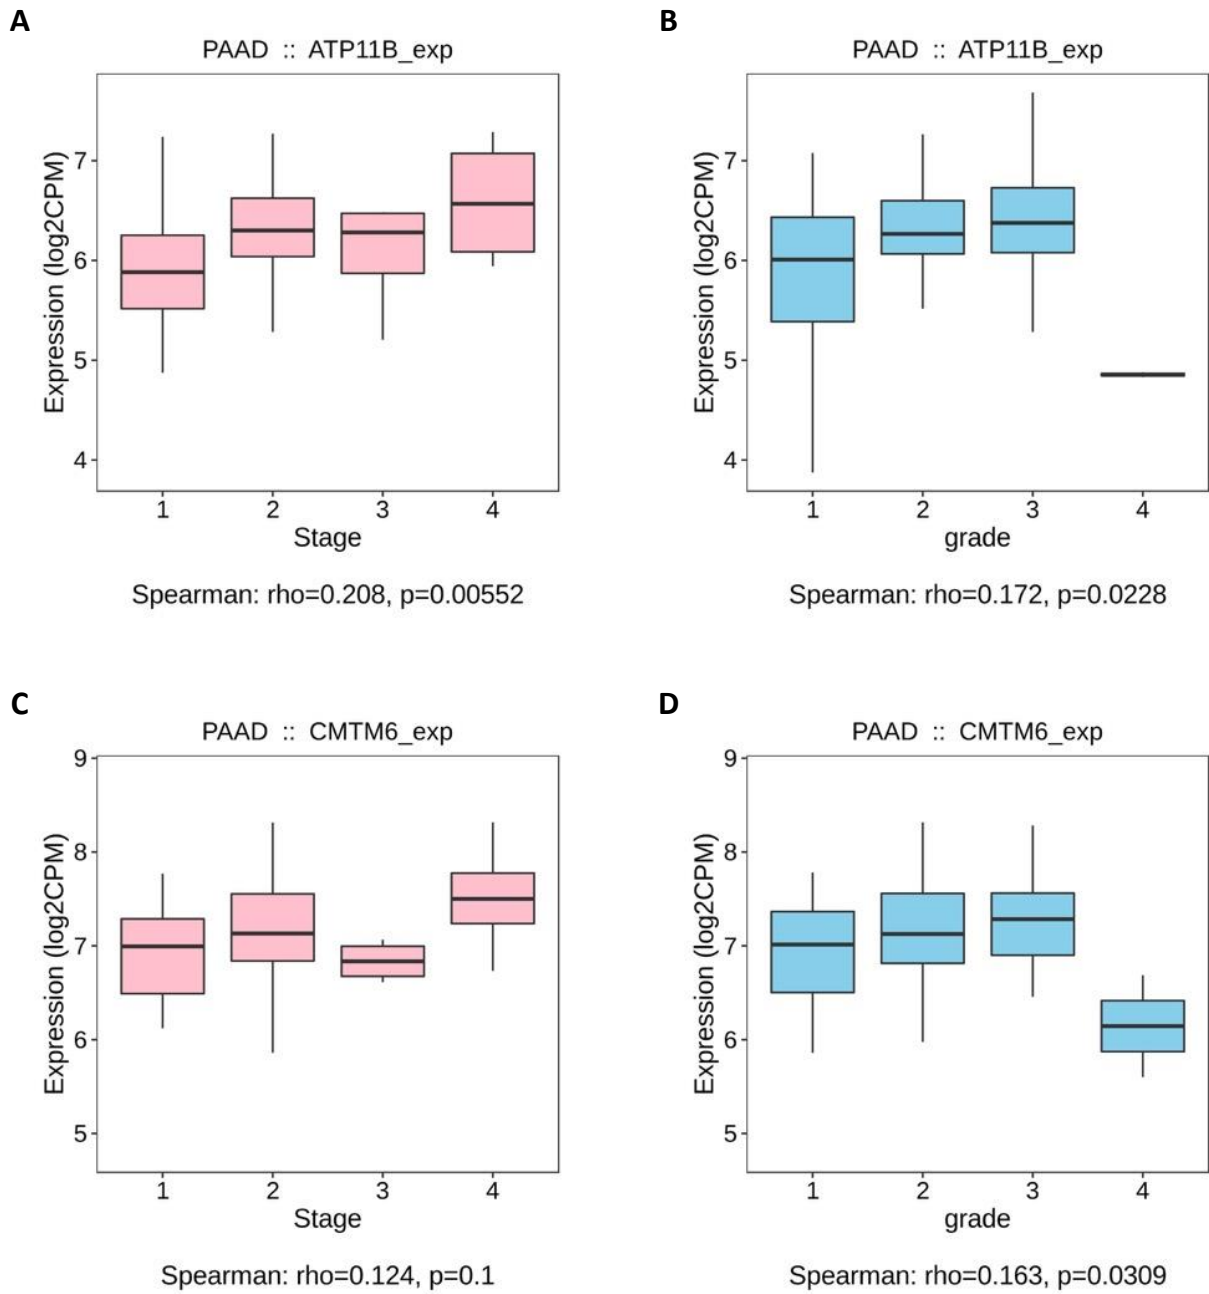 A
PAAD :: ATP11B_exp
Expression (log2CPM)
7
6
5
4
1 2 3 4
Stage
Spearman: rho=0.208, p=0.00552
B
PAAD :: ATP11B_exp
Expression (log2CPM)
7
6
5
4
1 2 3 4
grade
Spearman: rho=0.172, p=0.0228
C
PAAD :: CMTM6_exp
Expression (log2CPM)
9
8
7
6
5
1 2 3 4
Stage
Spearman: rho=0.124, p=0.1
D
PAAD :: CMTM6_exp
Expression (log2CPM)
9
8
7
6
5
1 2 3 4
grade
Spearman: rho=0.163, p=0.0309